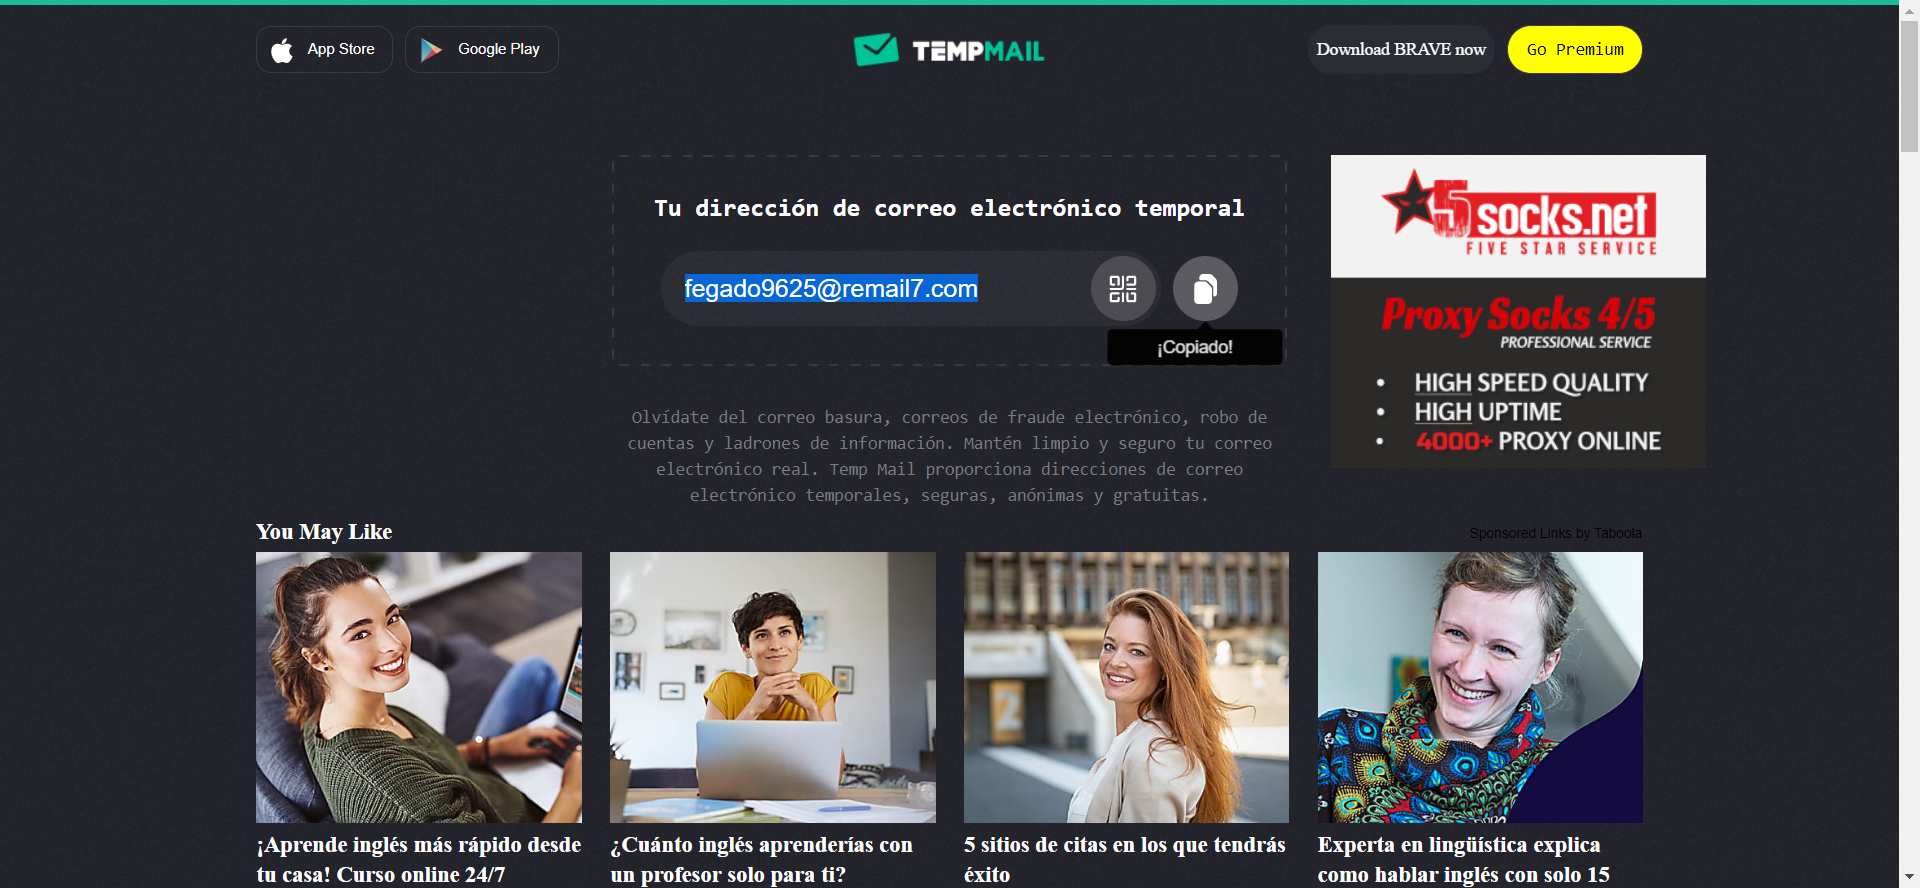 App Store
Google Play
TEMPMAIL
Download BRAVE now
Go Premium
Tu dirección de correo electrónico temporal
fegado9625@remail7.com
¡Copiado!
5socks.net
FIVE STAR SERVICE
Proxy Socks 4/5
PROFESSIONAL SERVICE
• HIGH SPEED QUALITY
• HIGH UPTIME
• 4000+ PROXY ONLINE
Olvídate del correo basura, correos de fraude electrónico, robo de
cuentas y ladrones de información. Mantén limpio y seguro tu correo
electrónico real. Temp Mail proporciona direcciones de correo
electrónico temporales, seguras, anónimas y gratuitas.
You May Like
Sponsored Links by Taboola
2
¡Aprende inglés más rápido desde
tu casa! Curso online 24/7
¿Cuánto inglés aprenderías con
un profesor solo para ti?
5 sitios de citas en los que tendrás
éxito
Experta en lingüística explica
como hablar inglés con solo 15